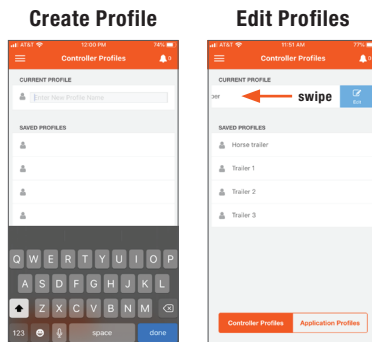 Create Profile
AT&T 12:00 PM 74%
Controller Profiles 0
CURRENT PROFILE
Enter New Profile Name
SAVED PROFILES
Q W E R T Y U I O P
A S D F G H J K L
Z X C V B N M
123 space done
Edit Profiles
AT&T 11:51 AM 77%
Controller Profiles 0
CURRENT PROFILE
per swipe Edit
SAVED PROFILES
Horse trailer
Trailer 1
Trailer 2
Trailer 3
Controller Profiles Application Profiles